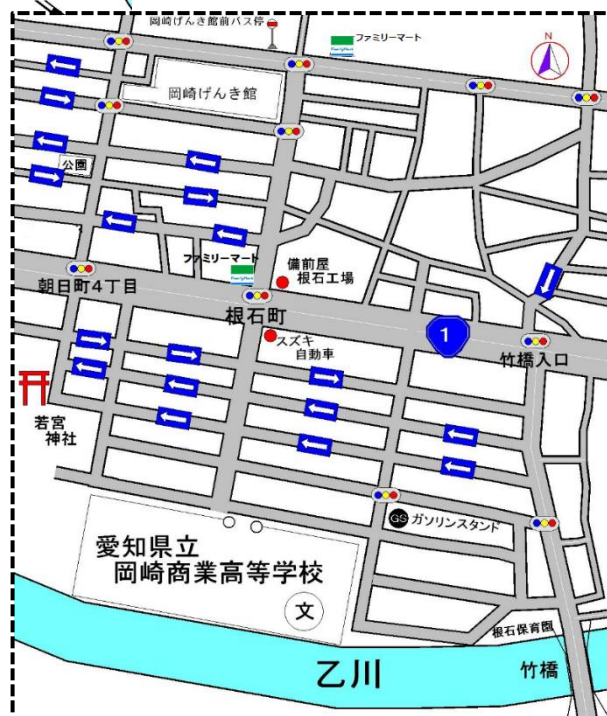 岡崎げんき館前バス停
ファミリーマート
FamilyMart
N
岡崎げんき館
公園
ファミリーマート
FamilyMart
備前屋
根石工場
朝日町4丁目
根石町
1
スズキ
自動車
竹橋入口
若宮
神社
GS ガソリンスタンド
愛知県立
岡崎商業高等学校
文
根石保育園
乙川
竹橋